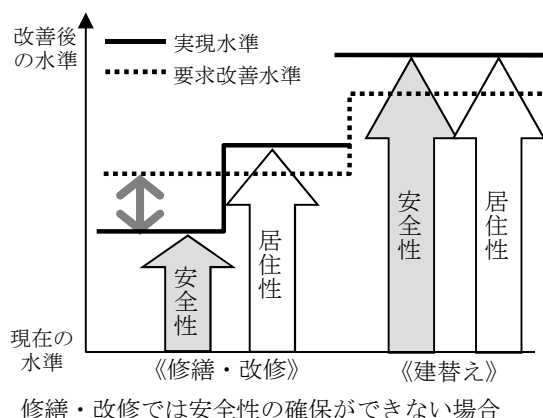 改善後
の水準
実現水準
要求改善水準
安全性
居住性
安全性
居住性
現在の
水準
《修繕・改修》
《建替え》
修繕・改修では安全性の確保ができない場合